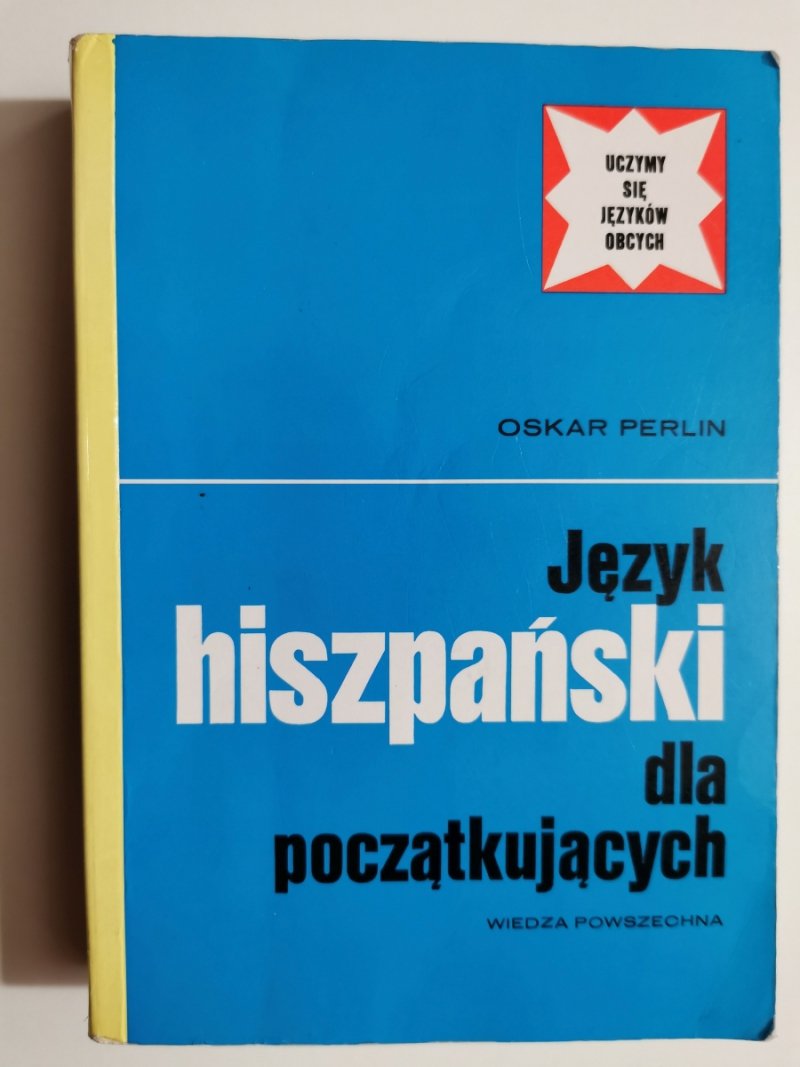 UCZYMY
SIĘ
JĘZYKÓW
OBCYCH
OSKAR PERLIN
Język
hiszpański
dla
początkujących
WIEDZA POWSZECHNA